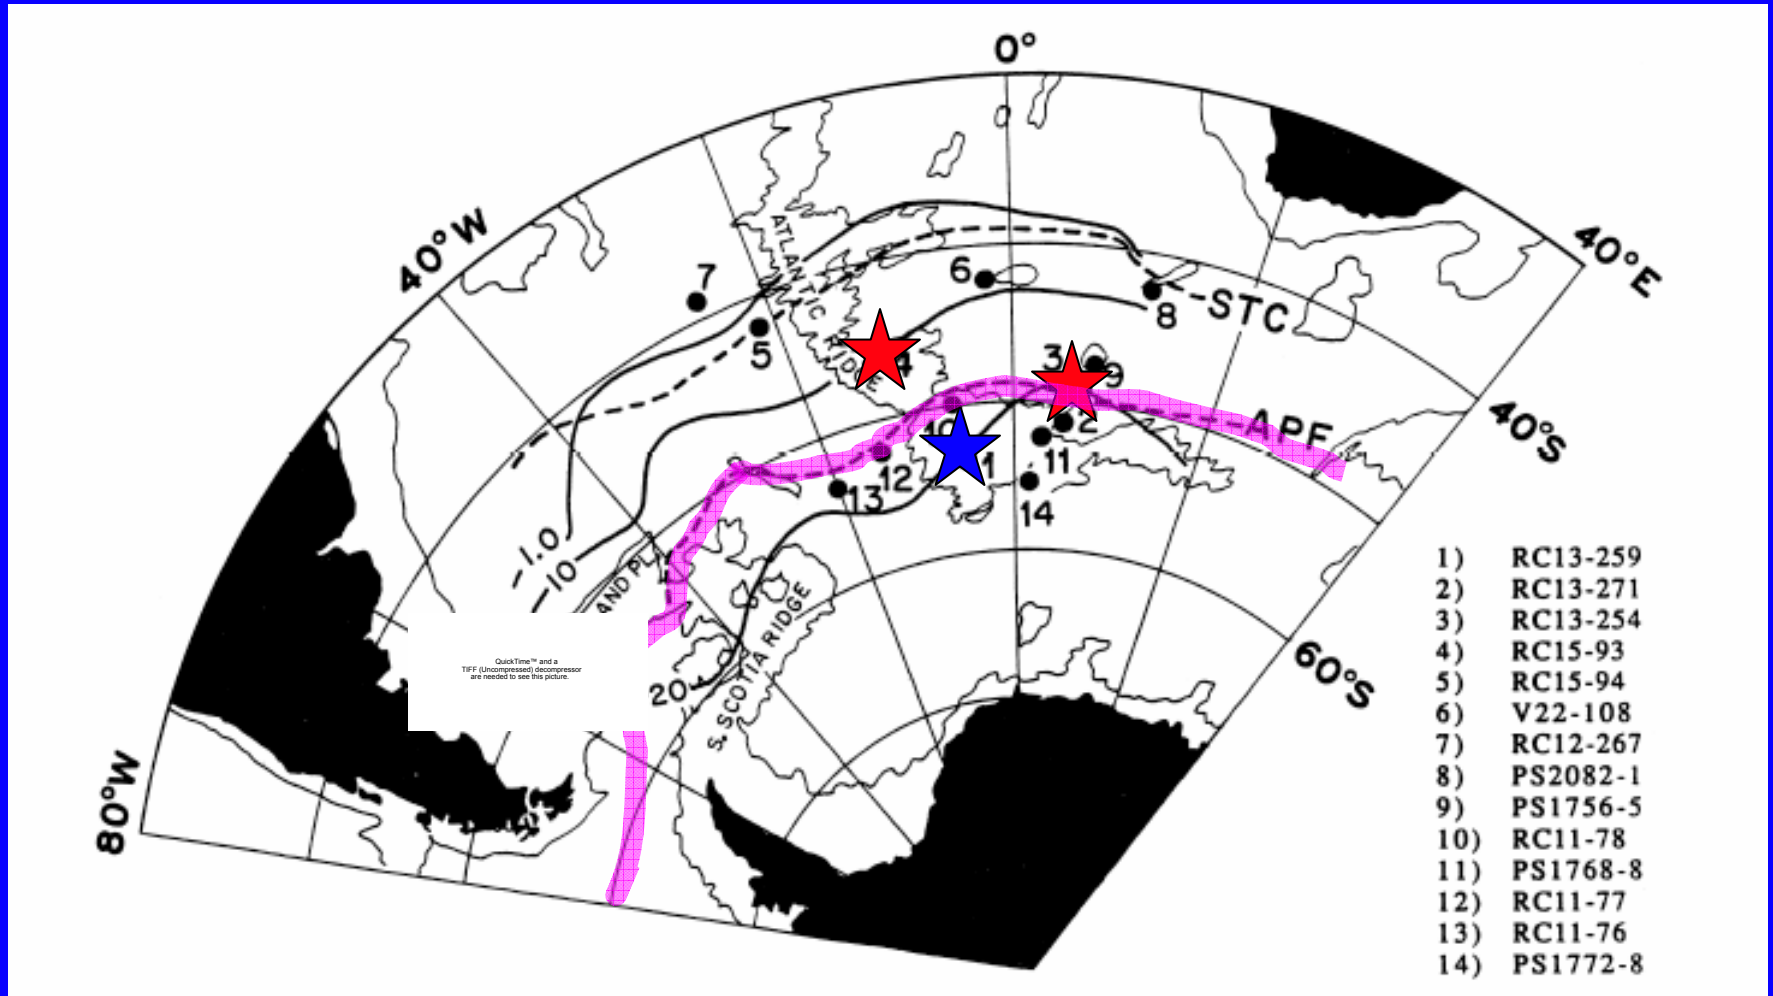 0°
40°W
40°E
7
6
ATLANTIC RIDGE
-STC
8
5
4
3
9
40°S
APF
10
2
1
11
12
13
14
-1.0
-10
AND PL
20
S. SCOTIA RIDGE
60°S
80°W
QuickTime™ and a
TIFF (Uncompressed) decompressor
are needed to see this picture.
1) RC13-259
2) RC13-271
3) RC13-254
4) RC15-93
5) RC15-94
6) V22-108
7) RC12-267
8) PS2082-1
9) PS1756-5
10) RC11-78
11) PS1768-8
12) RC11-77
13) RC11-76
14) PS1772-8